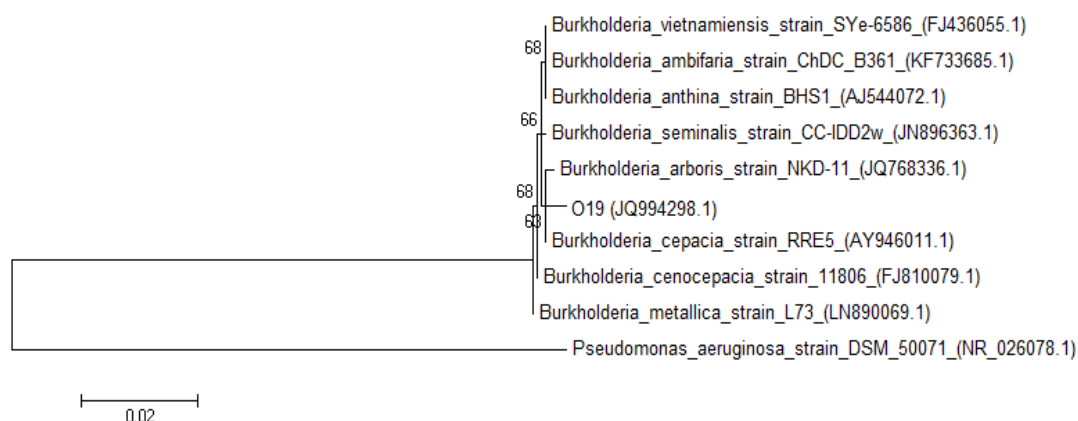 Burkholderia_vietnamiensis_strain_SYe-6586_(FJ436055.1)
68
Burkholderia_ambifaria_strain_ChDC_B361_(KF733685.1)
Burkholderia_anthina_strain_BHS1_(AJ544072.1)
66
Burkholderia_seminalis_strain_CC-IDD2w_(JN896363.1)
Burkholderia_arboris_strain_NKD-11_(JQ768336.1)
68
O19 (JQ994298.1)
63
Burkholderia_cepacia_strain_RRE5_(AY946011.1)
Burkholderia_cenocepacia_strain_11806_(FJ810079.1)
Burkholderia_metallica_strain_L73_(LN890069.1)
Pseudomonas_aeruginosa_strain_DSM_50071_(NR_026078.1)
0.02